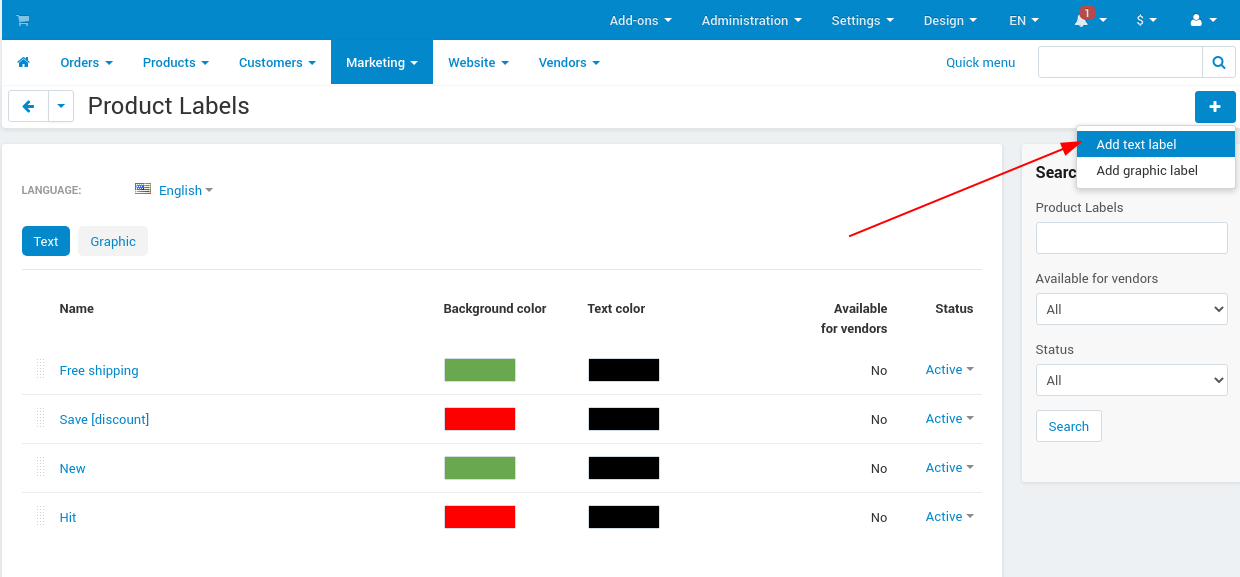 Add-ons Administration Settings Design EN 1 $
Orders Products Customers Marketing Website Vendors Quick menu
Product Labels
Add text label
Add graphic label
Searc
LANGUAGE: English
Product Labels
Text Graphic
Available for vendors
All
Name Background color Text color Available for vendors Status
Status
All
Free shipping No Active
Save [discount] No Active
Search
New No Active
Hit No Active